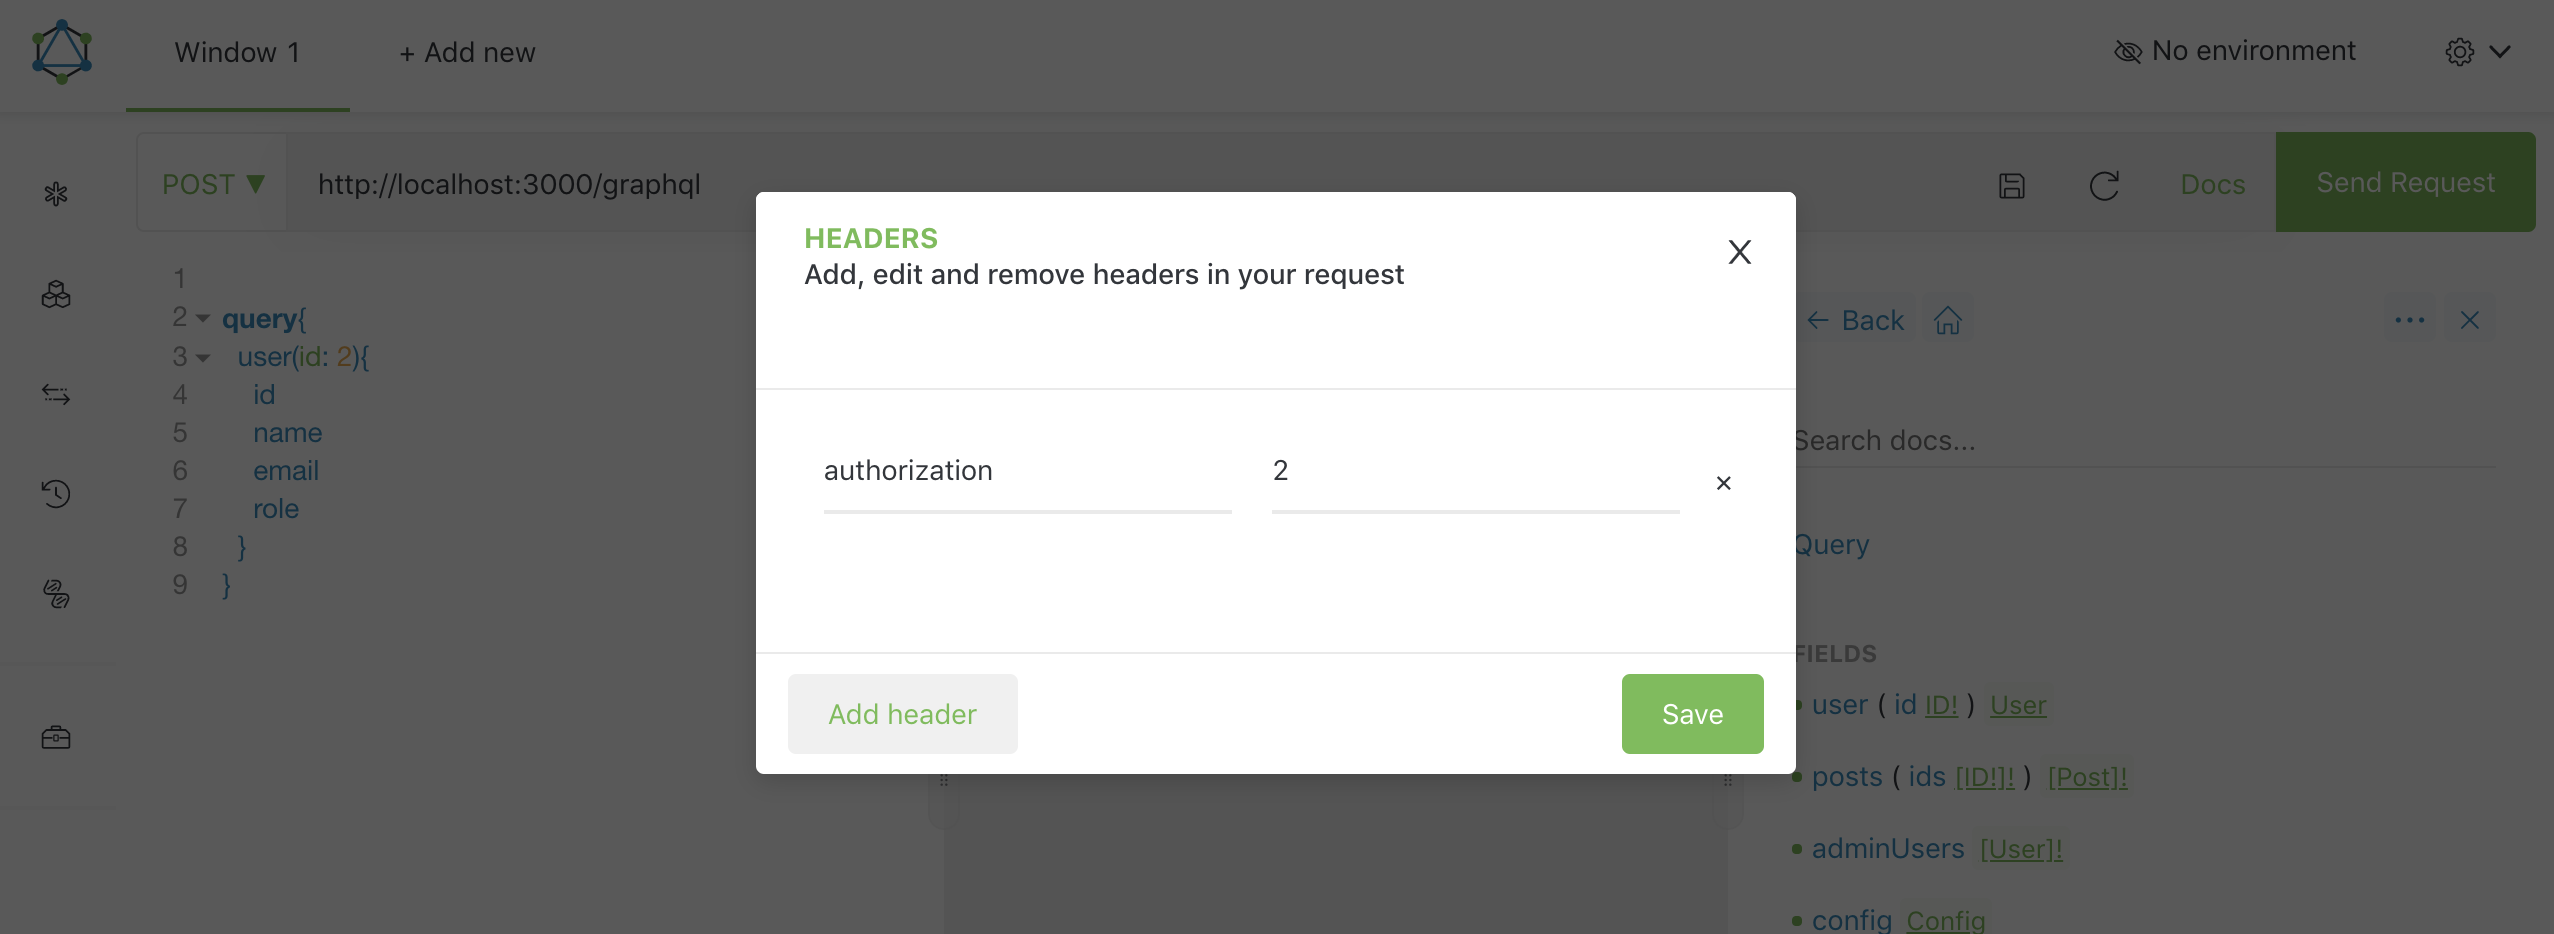 Window 1
+ Add new
No environment
POST ▼
http://localhost:3000/graphql
Docs
Send Request
HEADERS
Add, edit and remove headers in your request
X
authorization
2
×
Add header
Save
1
2 query{
3 user(id: 2){
4 id
5 name
6 email
7 role
8 }
9 }
← Back
Search docs...
Query
FIELDS
user ( id ID! ) User
posts ( ids [ID!]! ) [Post]!
adminUsers [User]!
config Config